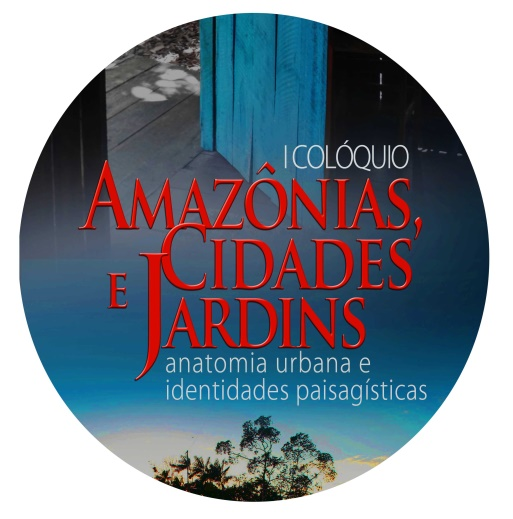 I COLÓQUIO
AMAZÔNIAS,
CIDADES
E JARDINS
anatomia urbana e
identidades paisagísticas